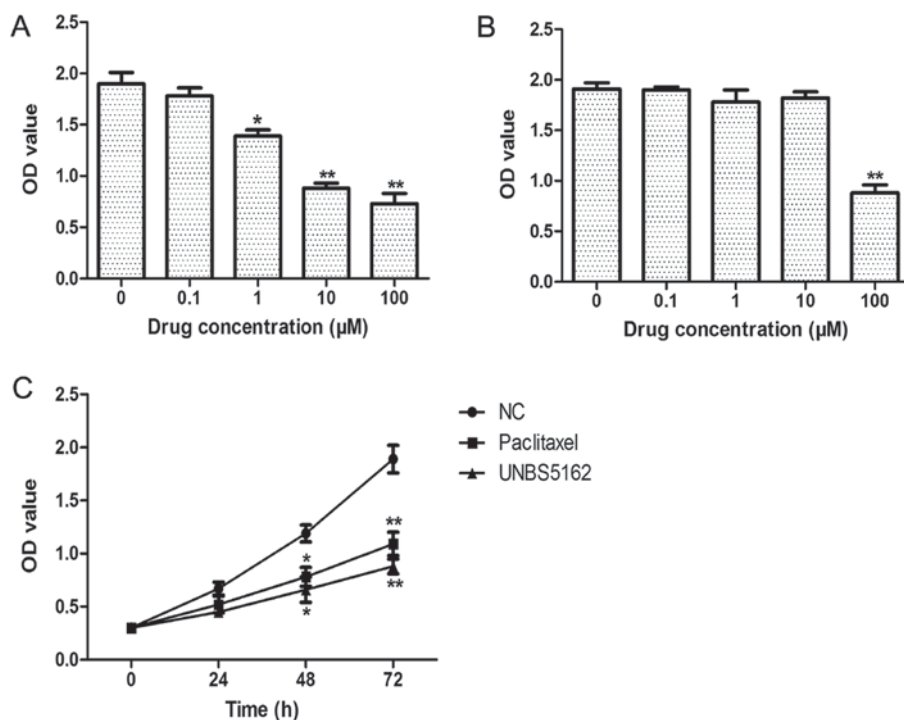 A
2.5
2.0
1.5
1.0
0.5
0.0
OD value
*
**
**
0 0.1 1 10 100
Drug concentration (μM)
B
2.5
2.0
1.5
1.0
0.5
0.0
OD value
**
0 0.1 1 10 100
Drug concentration (μM)
C
2.5
2.0
1.5
1.0
0.5
0.0
OD value
**
*
**
*
0 24 48 72
Time (h)
NC
Paclitaxel
UNBS5162